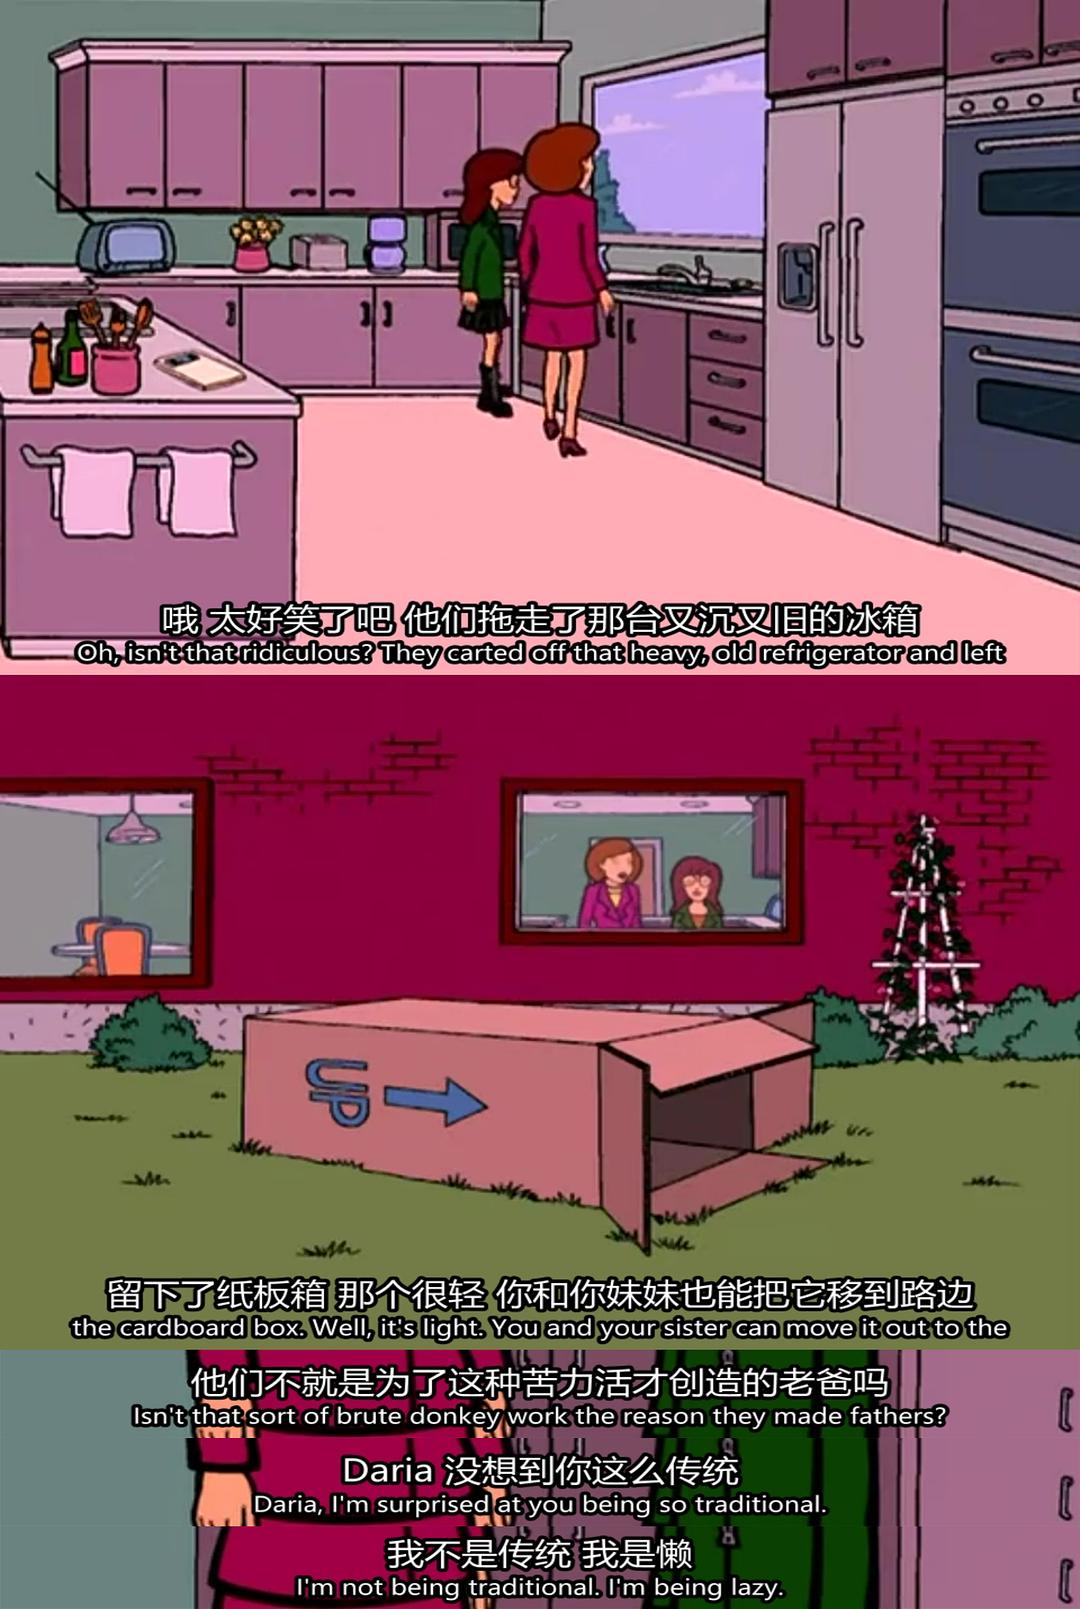 哦 太好笑了吧 他们拖走了那台又沉又旧的冰箱
Oh, isn't that ridiculous? They carted off that heavy, old refrigerator and left
UP
留下了纸板箱 那个很轻 你和你妹妹也能把它移到路边
the cardboard box. Well, it's light. You and your sister can move it out to the
他们不就是为了这种苦力活才创造的老爸吗
Isn't that sort of brute donkey work the reason they made fathers?
Daria 没想到你这么传统
Daria, I'm surprised at you being so traditional.
我不是传统 我是懒
I'm not being traditional. I'm being lazy.